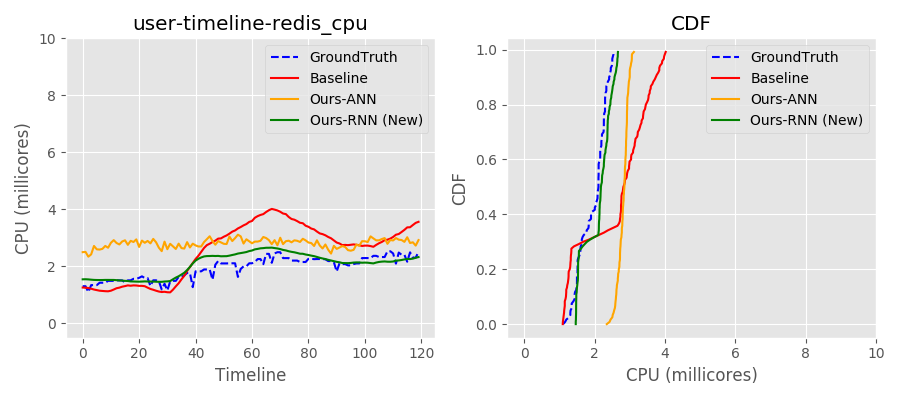 user-timeline-redis_cpu
10
8
6
4
2
0
CPU (millicores)
GroundTruth
Baseline
Ours-ANN
Ours-RNN (New)
0 20 40 60 80 100 120
Timeline
CDF
1.0
0.8
0.6
0.4
0.2
0.0
CDF
GroundTruth
Baseline
Ours-ANN
Ours-RNN (New)
0 2 4 6 8 10
CPU (millicores)